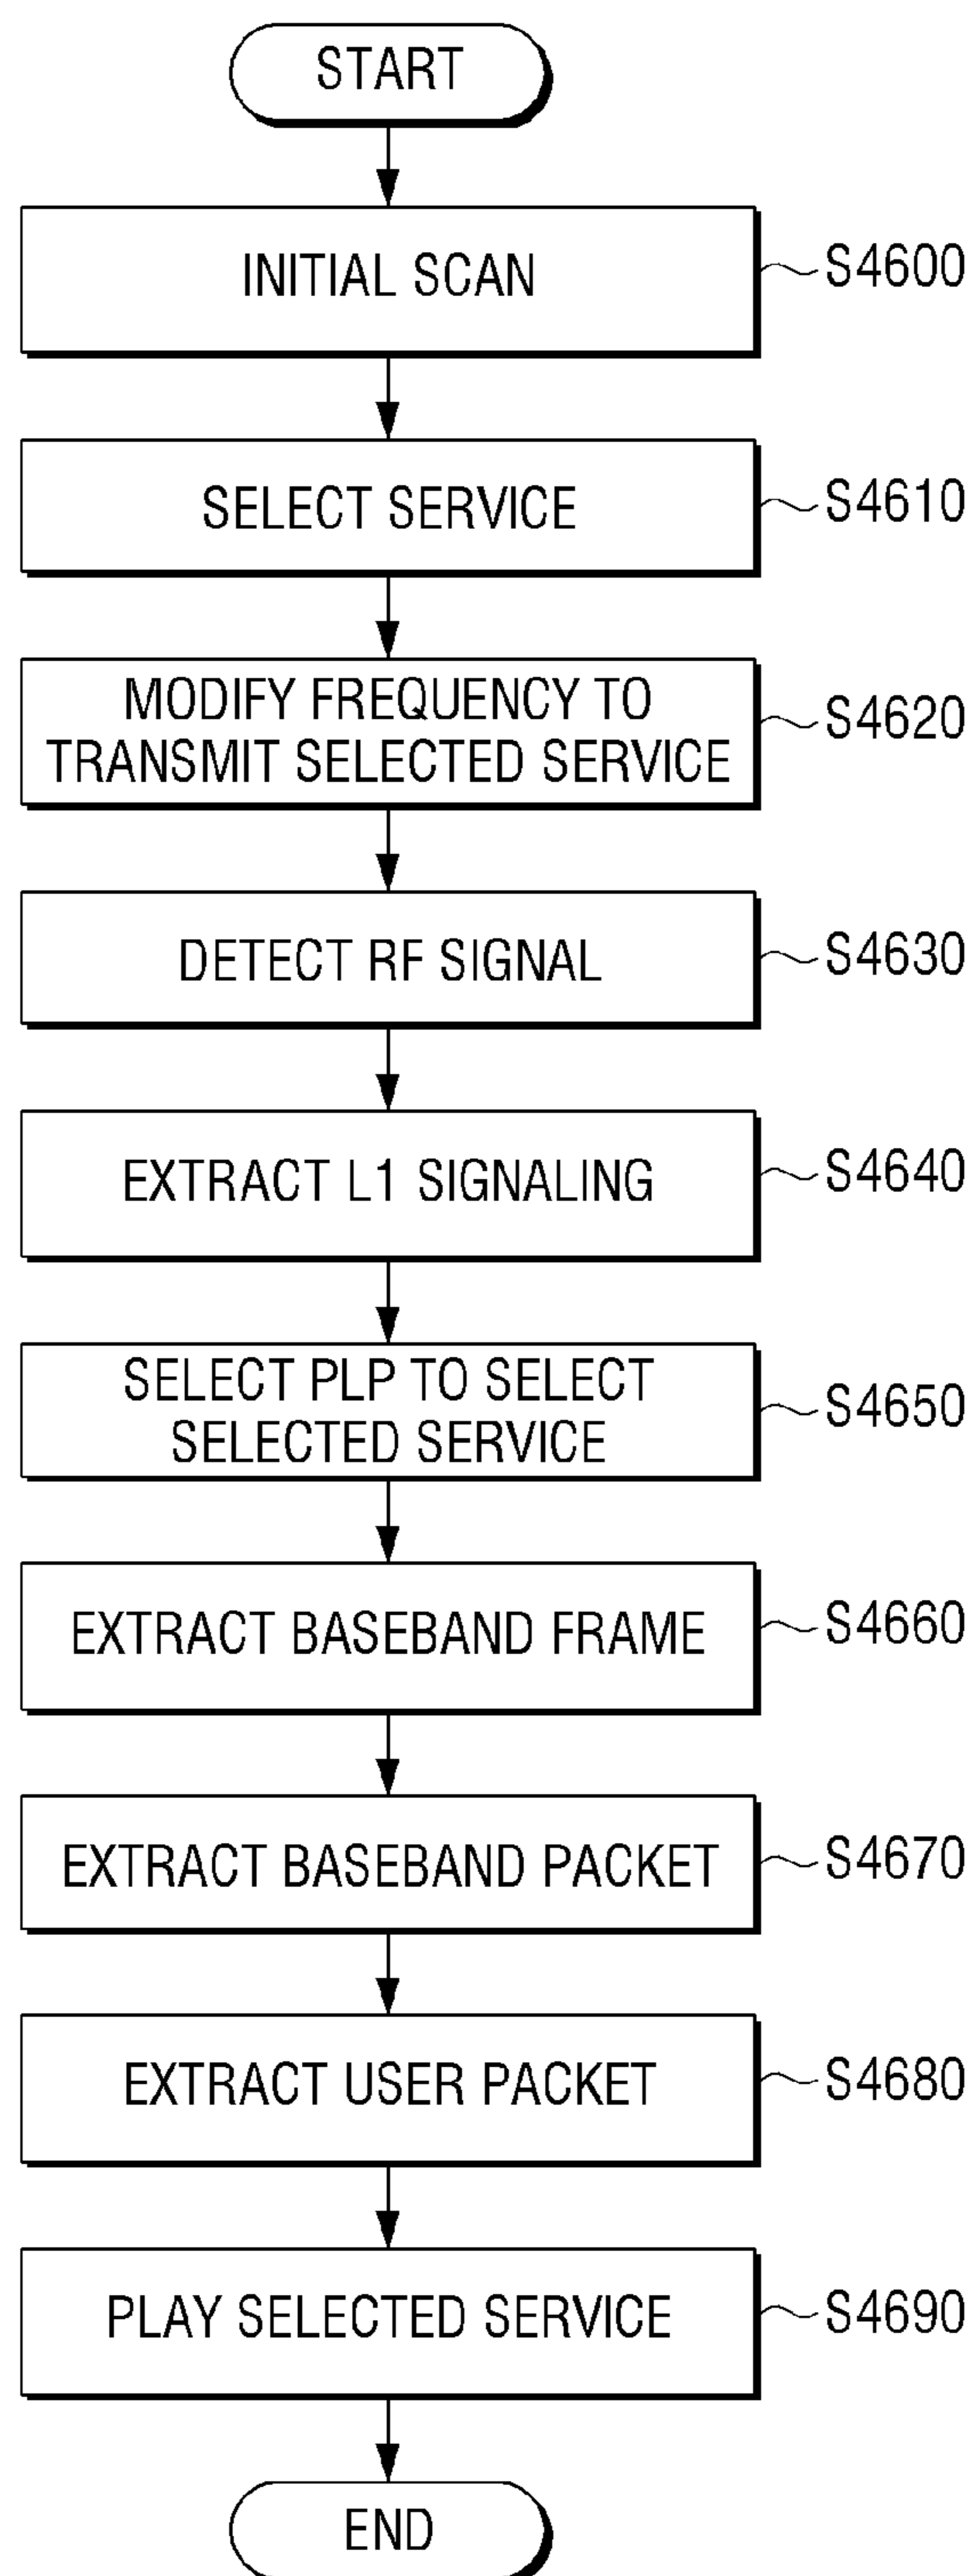 START
INITIAL SCAN
S4600
SELECT SERVICE
S4610
MODIFY FREQUENCY TO
TRANSMIT SELECTED SERVICE
S4620
DETECT RF SIGNAL
S4630
EXTRACT L1 SIGNALING
S4640
SELECT PLP TO SELECT
SELECTED SERVICE
S4650
EXTRACT BASEBAND FRAME
S4660
EXTRACT BASEBAND PACKET
S4670
EXTRACT USER PACKET
S4680
PLAY SELECTED SERVICE
S4690
END